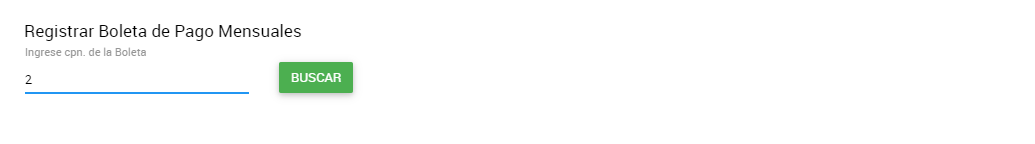 Registrar Boleta de Pago Mensuales
Ingrese cpn. de la Boleta
2
BUSCAR